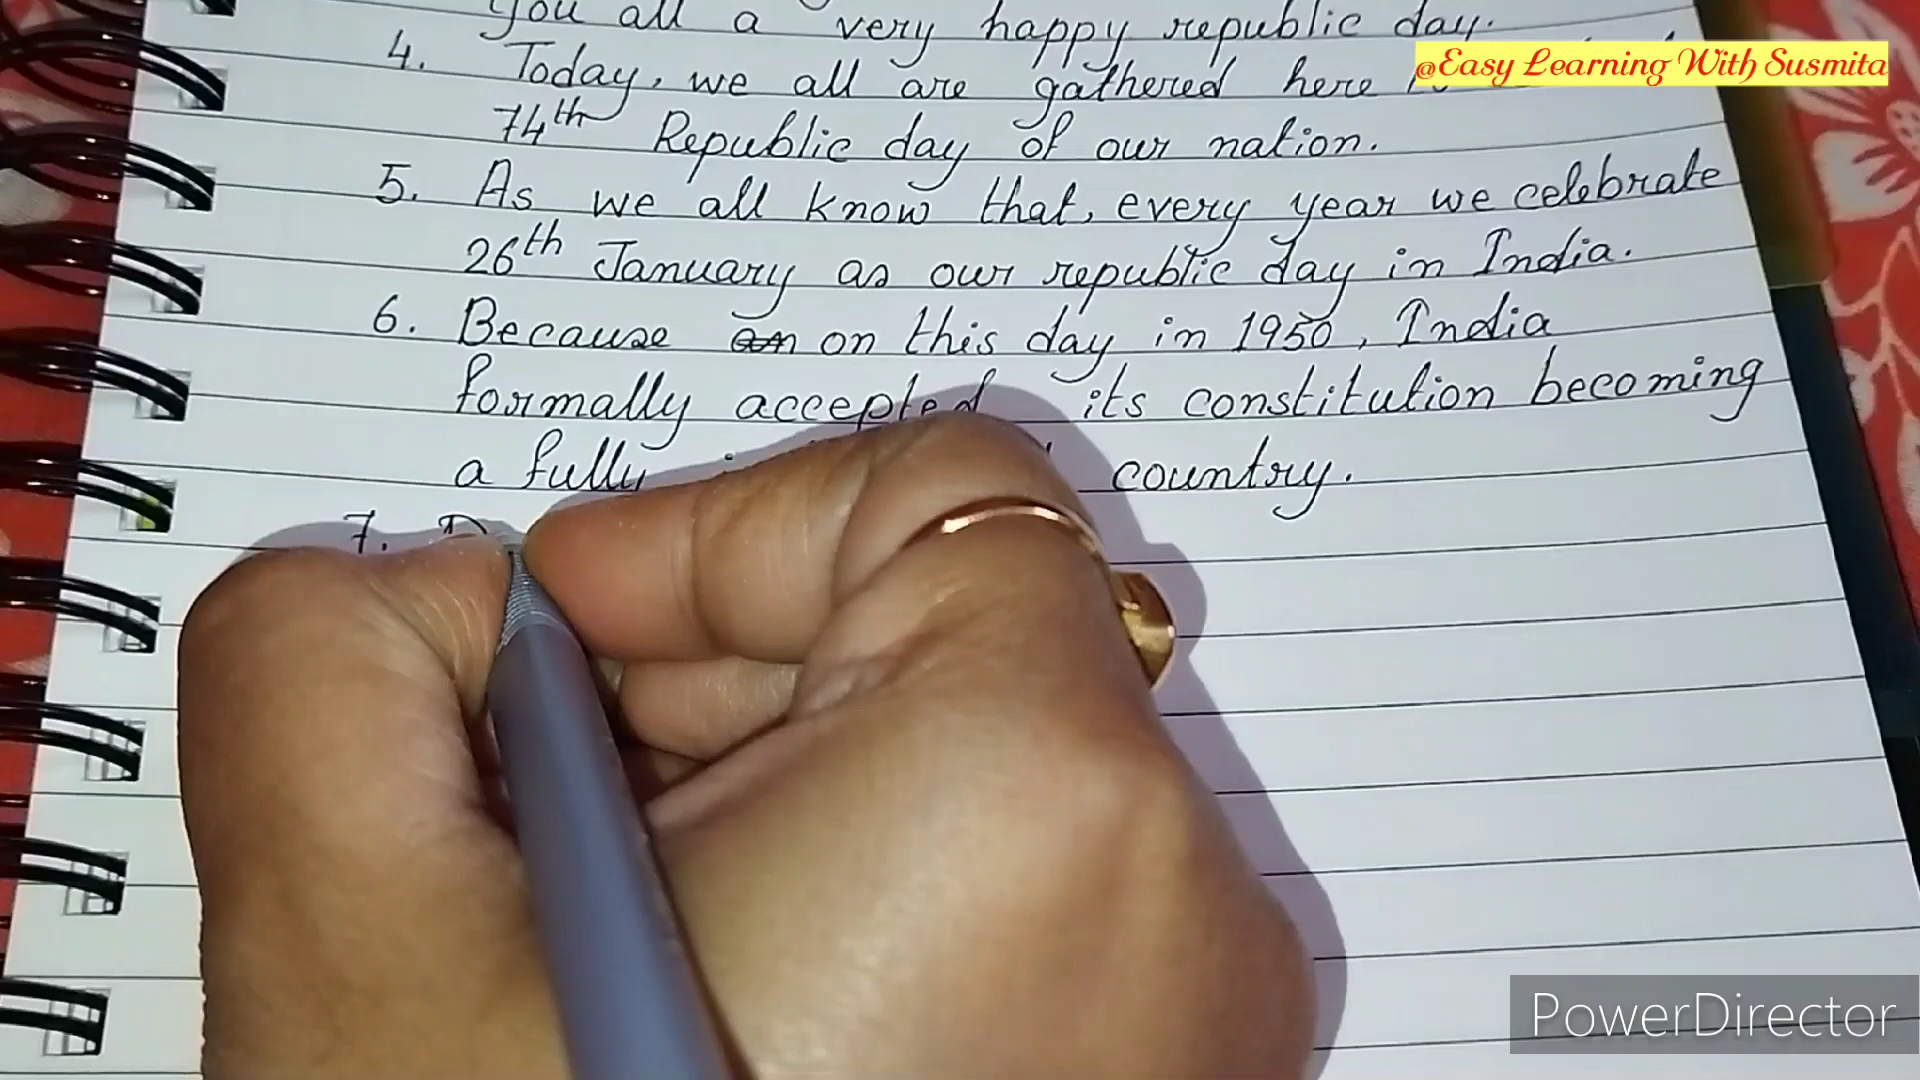 You all a very happy republic day.
@Easy Learning With Susmita
4. Today, we all are gathered here
74th Republic day of our nation.
5. As we all know that, every year we celebrate
26th January as our republic day in India.
6. Because on on this day in 1950, India
formally accepted its constitution becoming
a fully country.
7.
PowerDirector